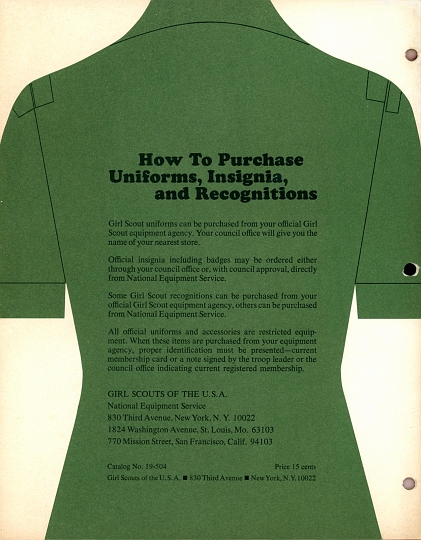 How To Purchase
Uniforms, Insignia,
and Recognitions
Girl Scout uniforms can be purchased from your official Girl
Scout equipment agency. Your council office will give you the
name of your nearest store.
Official insignia including badges may be ordered either
through your council office or, with council approval, directly
from National Equipment Service.
Some Girl Scout recognitions can be purchased from your
official Girl Scout equipment agency, others can be purchased
from National Equipment Service.
All official uniforms and accessories are restricted equip-
ment. When these items are purchased from your equipment
agency, proper identification must be presented—current
membership card or a note signed by the troop leader or the
council office indicating current registered membership.
GIRL SCOUTS OF THE U.S.A.
National Equipment Service
830 Third Avenue, New York, N. Y. 10022
1824 Washington Avenue, St. Louis, Mo. 63103
770 Mission Street, San Francisco, Calif. 94103
Catalog No. 19-504 Price 15 cents
Girl Scouts of the U.S.A. ■ 830 Third Avenue ■ New York, N.Y. 10022